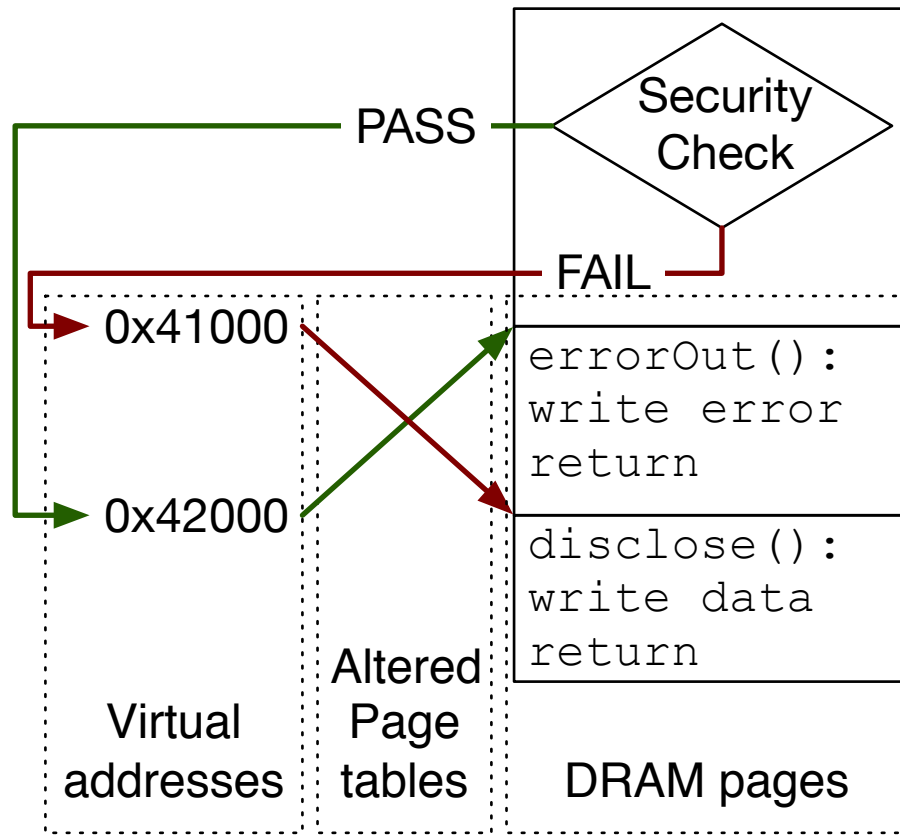 Security
Check
PASS
FAIL
0x41000
errorOut():
write error
return
0x42000
disclose():
write data
return
Virtual
addresses
Altered
Page
tables
DRAM pages